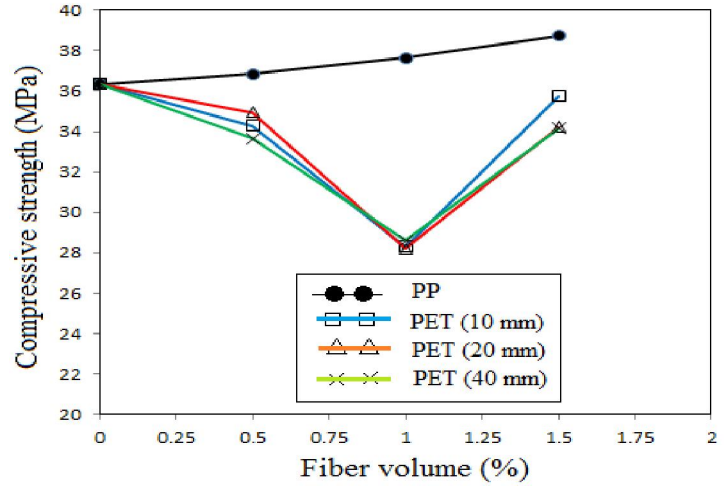 Compressive strength (MPa)
40
38
36
34
32
30
28
26
24
22
20
PP
PET (10 mm)
PET (20 mm)
PET (40 mm)
0 0.25 0.5 0.75 1 1.25 1.5 1.75 2
Fiber volume (%)